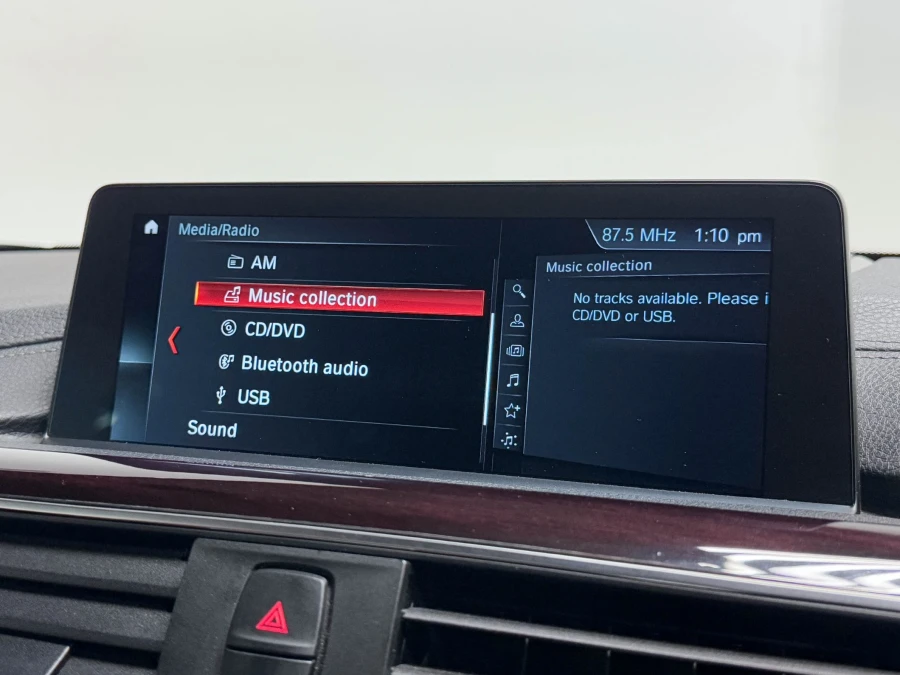 Media/Radio
87.5 MHz 1:10 pm
AM
Music collection
CD/DVD
Bluetooth audio
USB
Sound
Music collection
No tracks available. Please i
CD/DVD or USB.